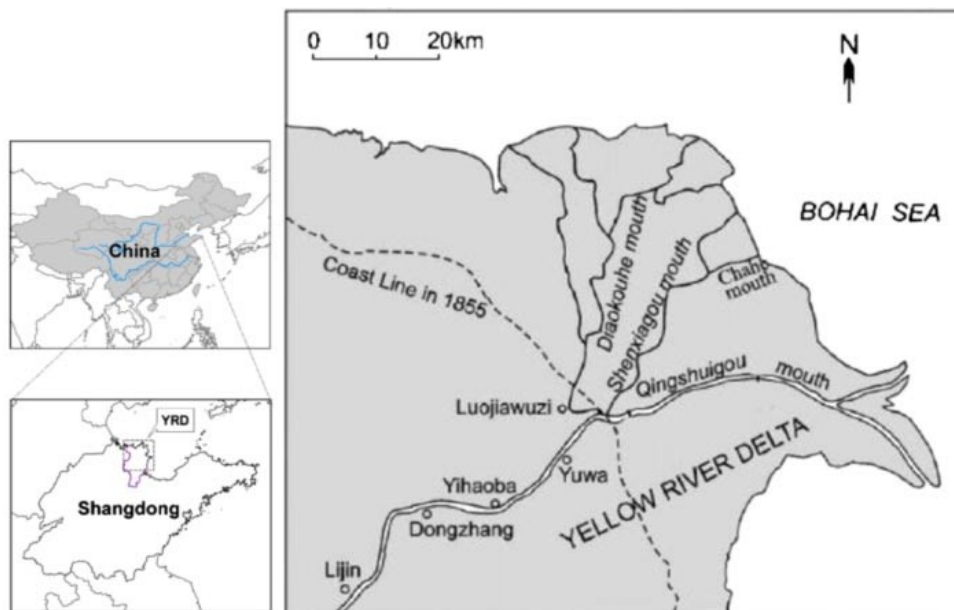 0 10 20km
N
BOHAI SEA
China
Coast Line in 1855
Diaokouhe mouth
Shenxiagou mouth
Chahe
mouth
Qingshuigou mouth
Luojiawuzi
YRD
Yuwa
YELLOW RIVER DELTA
Shangdong
Yihaoba
Dongzhang
Lijin